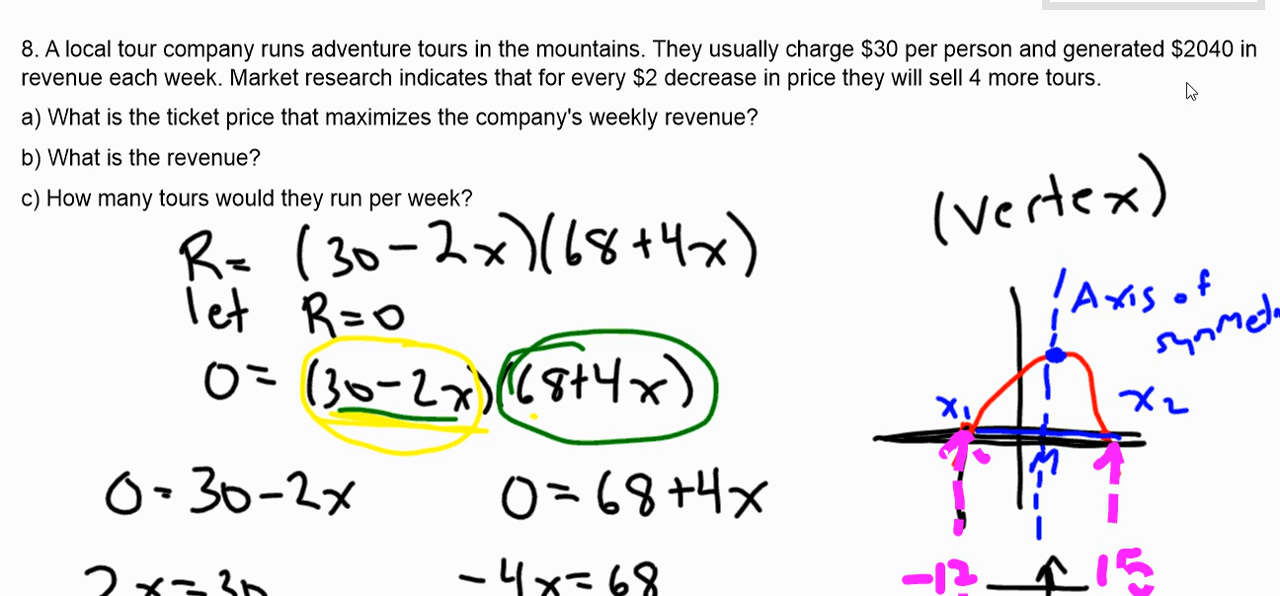 8. A local tour company runs adventure tours in the mountains. They usually charge $30 per person and generated $2040 in
revenue each week. Market research indicates that for every $2 decrease in price they will sell 4 more tours.
a) What is the ticket price that maximizes the company's weekly revenue?
b) What is the revenue?
c) How many tours would they run per week?
(vertex)
R= (30-2x)(68+4x)
let R=0
Axis of
symmet
0= (30-2x)(68+4x)
x1 x2
M
0=30-2x 0=68+4x
2x=30 -4x=68
-17 15